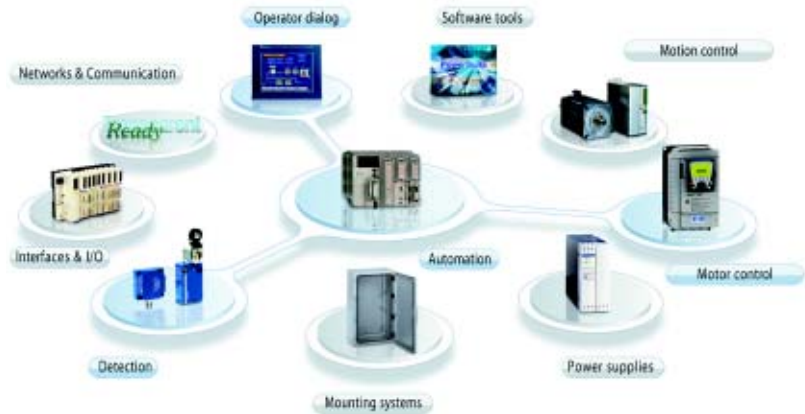 Operator dialog
Software tools
Motion control
Networks & Communication
Ready
Interfaces & I/O
Automation
Motor control
Detection
Power supplies
Mounting systems